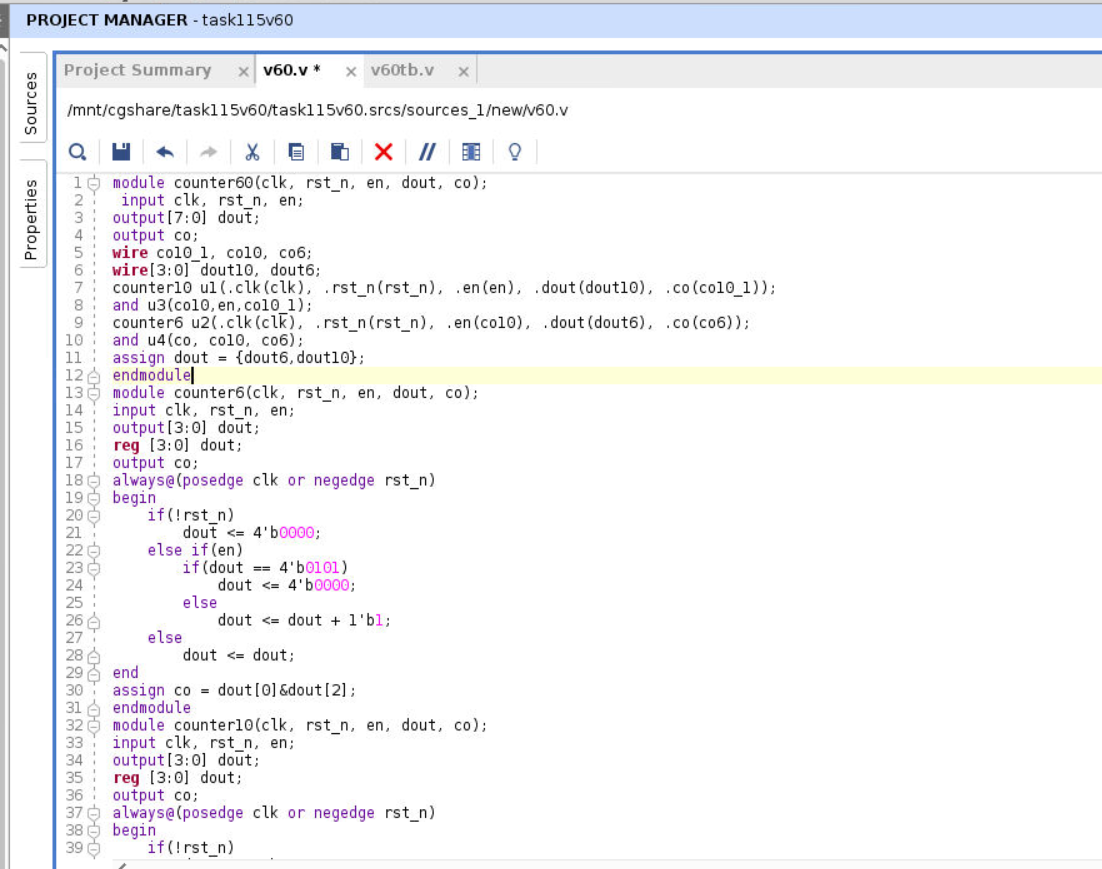 PROJECT MANAGER - task115v60
Sources
Properties
Project Summary × v60.v * × v60tb.v ×
/mnt/cgshare/task115v60/task115v60.srcs/sources_1/new/v60.v
1 module counter60(clk, rst_n, en, dout, co);
2 input clk, rst_n, en;
3 output[7:0] dout;
4 output co;
5 wire co10_1, co10, co6;
6 wire[3:0] dout10, dout6;
7 counter10 u1(.clk(clk), .rst_n(rst_n), .en(en), .dout(dout10), .co(co10_1));
8 and u3(co10,en,co10_1);
9 counter6 u2(.clk(clk), .rst_n(rst_n), .en(co10), .dout(dout6), .co(co6));
10 and u4(co, co10, co6);
11 assign dout = {dout6,dout10};
12 endmodule
13 module counter6(clk, rst_n, en, dout, co);
14 input clk, rst_n, en;
15 output[3:0] dout;
16 reg [3:0] dout;
17 output co;
18 always@(posedge clk or negedge rst_n)
19 begin
20 if(!rst_n)
21 dout <= 4'b0000;
22 else if(en)
23 if(dout == 4'b0101)
24 dout <= 4'b0000;
25 else
26 dout <= dout + 1'b1;
27 else
28 dout <= dout;
29 end
30 assign co = dout[0]&dout[2];
31 endmodule
32 module counter10(clk, rst_n, en, dout, co);
33 input clk, rst_n, en;
34 output[3:0] dout;
35 reg [3:0] dout;
36 output co;
37 always@(posedge clk or negedge rst_n)
38 begin
39 if(!rst_n)